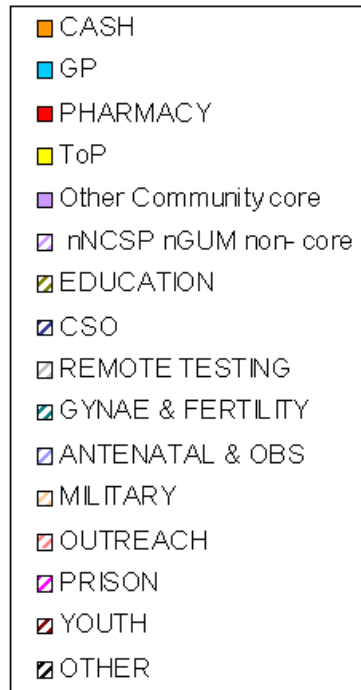 CASH
GP
PHARMACY
ToP
Other Community core
nNCSP nGUM non- core
EDUCATION
CSO
REMOTE TESTING
GYNAE & FERTILITY
ANTENATAL & OBS
MILITARY
OUTREACH
PRISON
YOUTH
OTHER